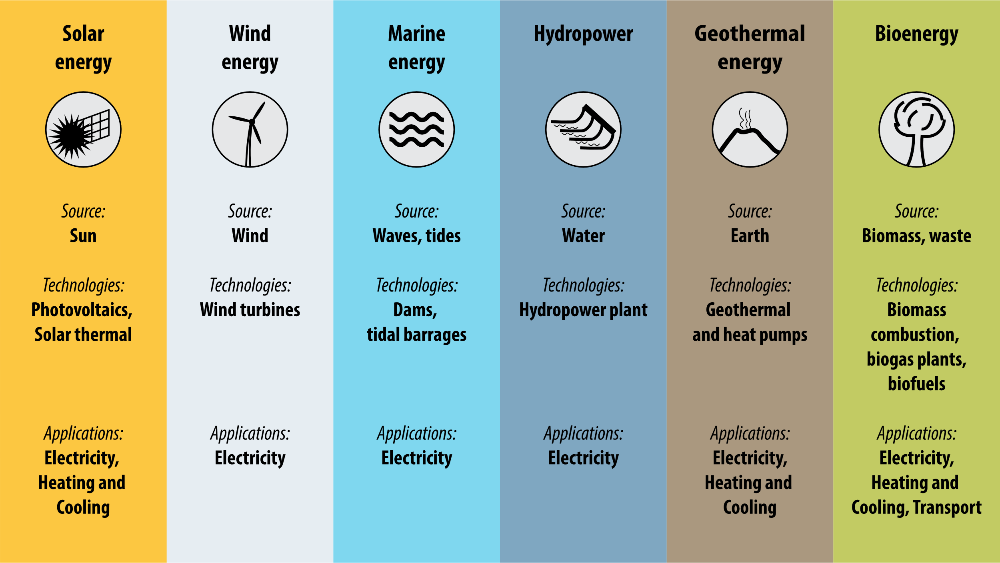 Solar
energy
Source:
Sun
Technologies:
Photovoltaics,
Solar thermal
Applications:
Electricity,
Heating and
Cooling
Wind
energy
Source:
Wind
Technologies:
Wind turbines
Applications:
Electricity
Marine
energy
Source:
Waves, tides
Technologies:
Dams,
tidal barrages
Applications:
Electricity
Hydropower
Source:
Water
Technologies:
Hydropower plant
Applications:
Electricity
Geothermal
energy
Source:
Earth
Technologies:
Geothermal
and heat pumps
Applications:
Electricity,
Heating and
Cooling
Bioenergy
Source:
Biomass, waste
Technologies:
Biomass
combustion,
biogas plants,
biofuels
Applications:
Electricity,
Heating and
Cooling, Transport